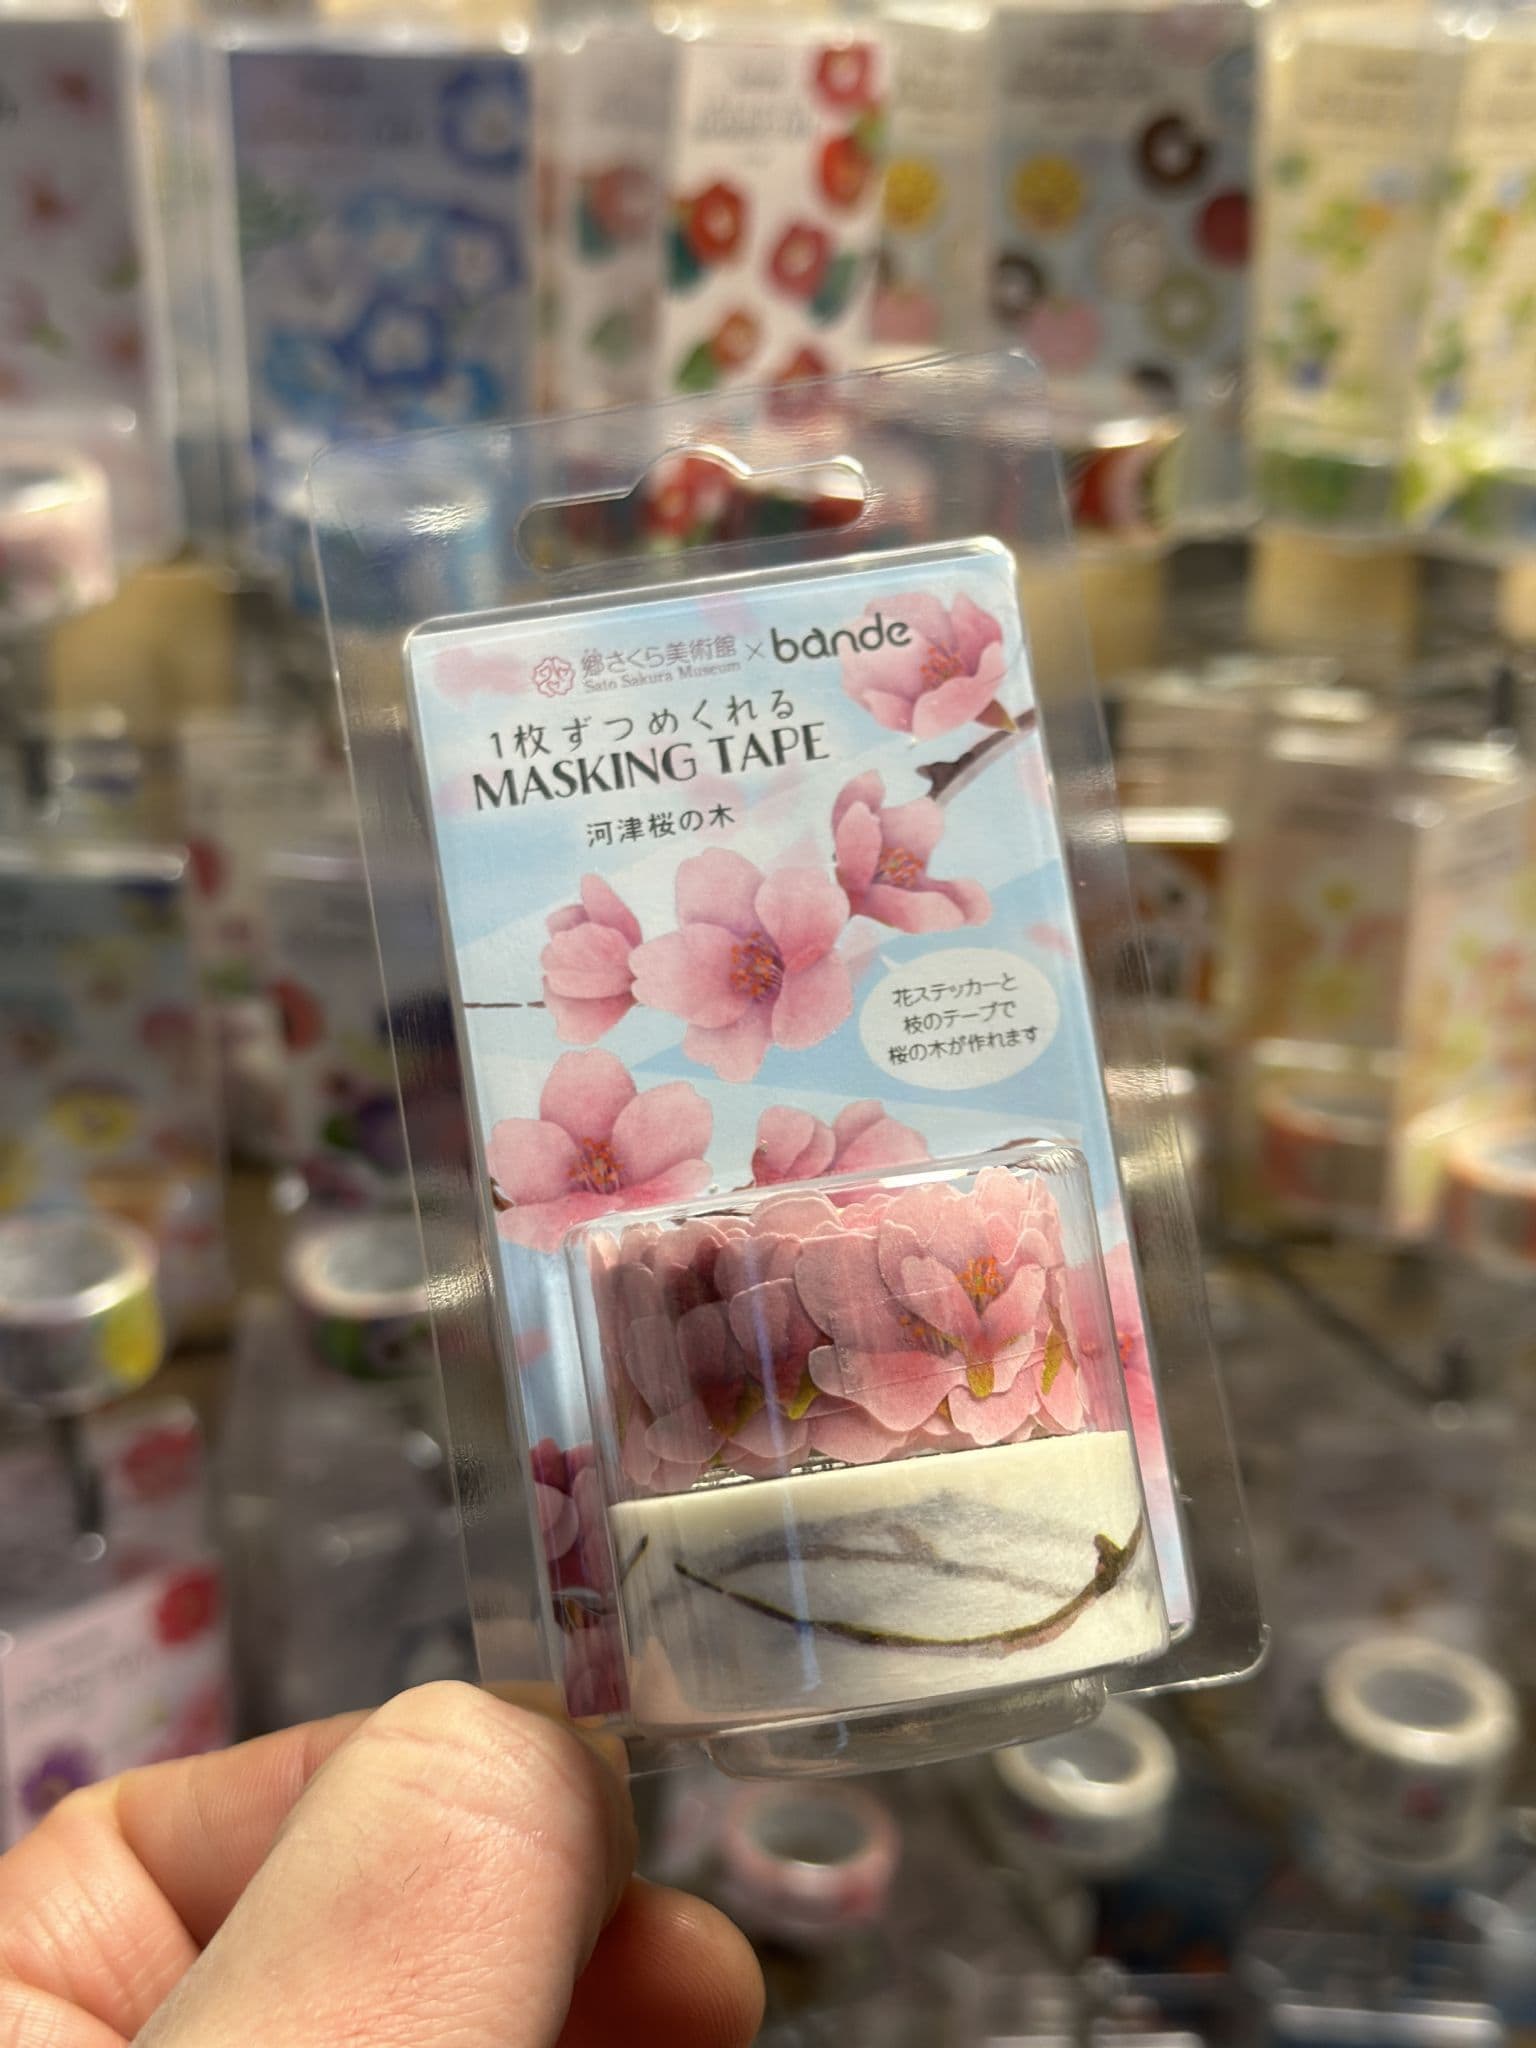 郷さくら美術館 × bande
Sato Sakura Museum
1枚ずつめくれる
MASKING TAPE
河津桜の木
花ステッカーと
枝のテープで
桜の木が作れます